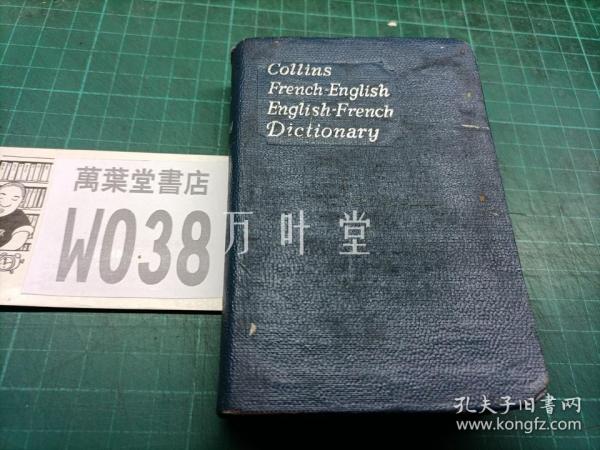 Collins
French-English
English-French
Dictionary
萬葉堂書店
W038
万叶堂
孔夫子旧书网
www.kongfz.com